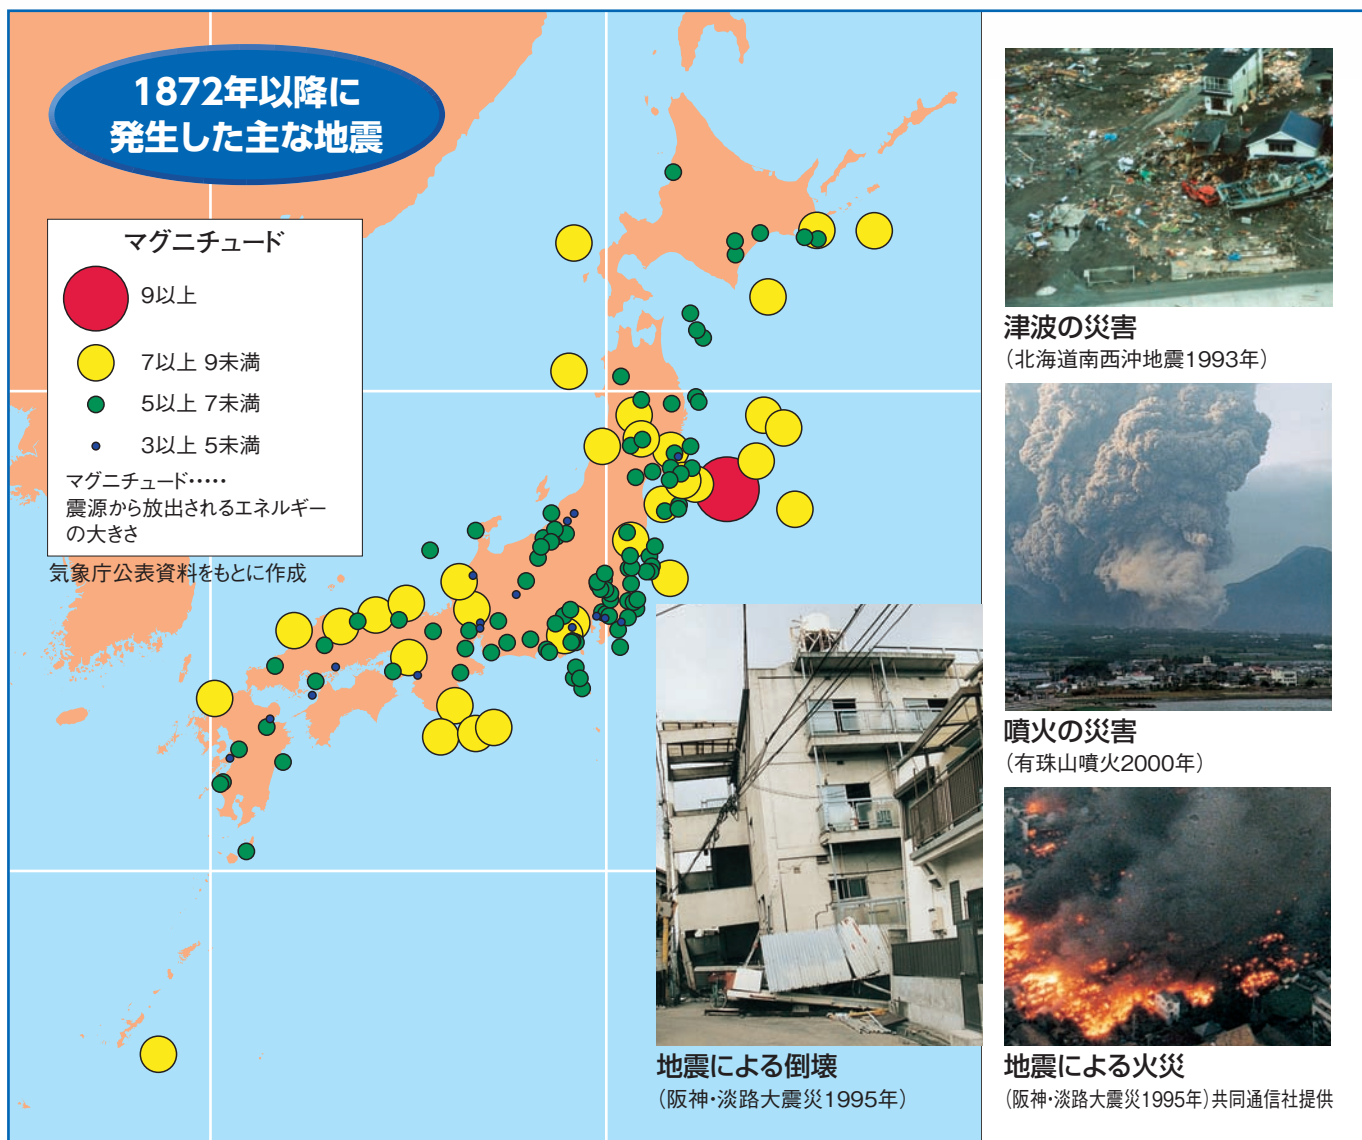 1872年以降に
発生した主な地震
マグニチュード
9以上
7以上 9未満
5以上 7未満
3以上 5未満
マグニチュード‥‥‥
震源から放出されるエネルギー
の大きさ
気象庁公表資料をもとに作成
津波の災害
（北海道南西沖地震1993年）
噴火の災害
（有珠山噴火2000年）
地震による倒壊
（阪神・淡路大震災1995年）
地震による火災
（阪神・淡路大震災1995年）共同通信社提供